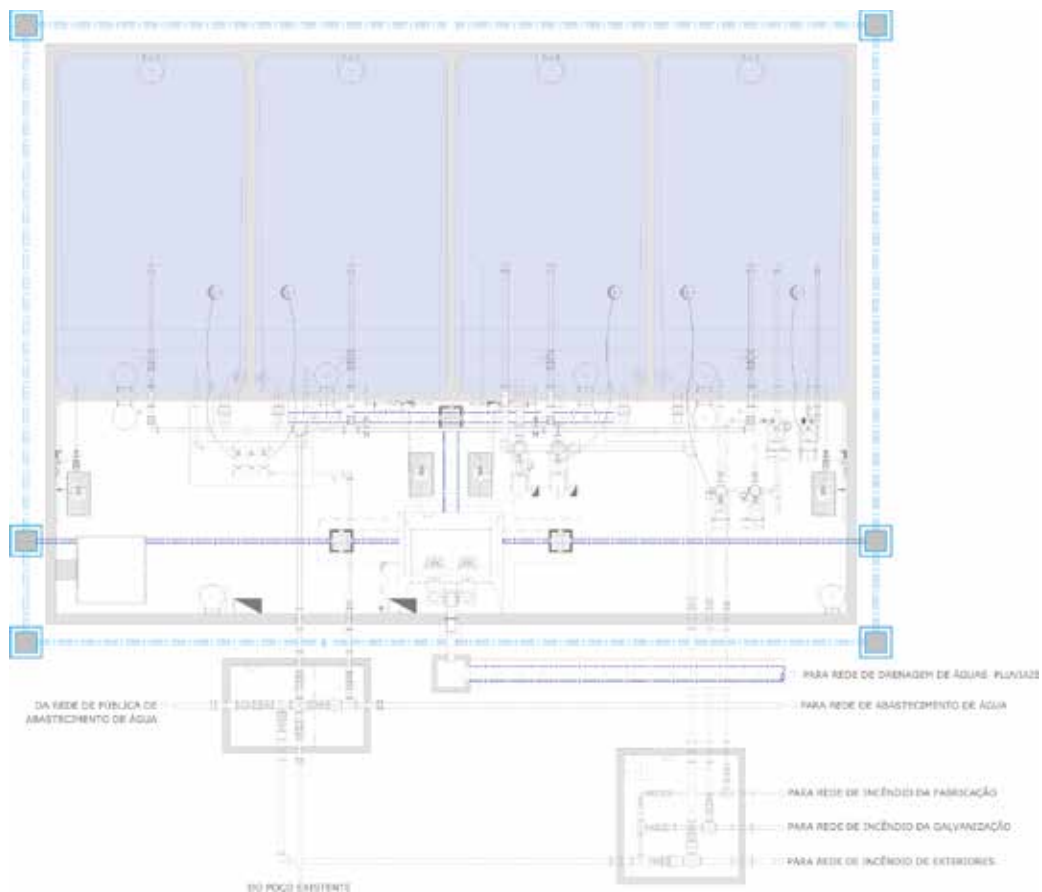 PARA REDE DE DRENAGEM DE ÁGUAS PLUVIAIS
DA REDE DE PÚBLICA DE
ABASTECIMENTO DE ÁGUA
PARA REDE DE ABASTECIMENTO DE ÁGUA
PARA REDE DE INCÊNDIO DA FABRICAÇÃO
PARA REDE DE INCÊNDIO DA GALVANIZAÇÃO
PARA REDE DE INCÊNDIO DE EXTERIORES
DO POÇO EXISTENTE